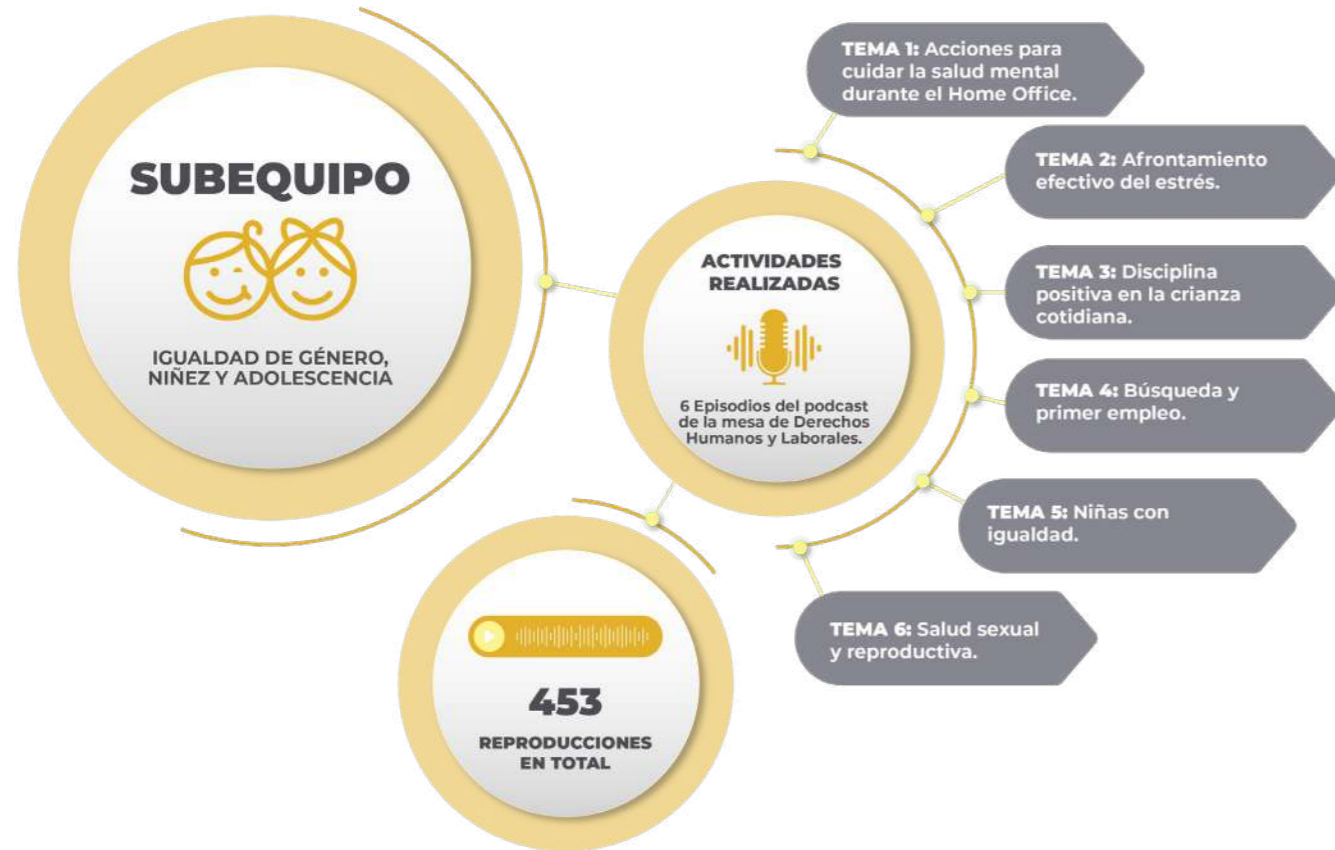 SUBEQUIPO
IGUALDAD DE GÉNERO,
NIÑEZ Y ADOLESCENCIA
ACTIVIDADES
REALIZADAS
6 Episodios del podcast
de la mesa de Derechos
Humanos y Laborales.
453
REPRODUCCIONES
EN TOTAL
TEMA 1: Acciones para
cuidar la salud mental
durante el Home Office.
TEMA 2: Afrontamiento
efectivo del estrés.
TEMA 3: Disciplina
positiva en la crianza
cotidiana.
TEMA 4: Búsqueda y
primer empleo.
TEMA 5: Niñas con
igualdad.
TEMA 6: Salud sexual
y reproductiva.